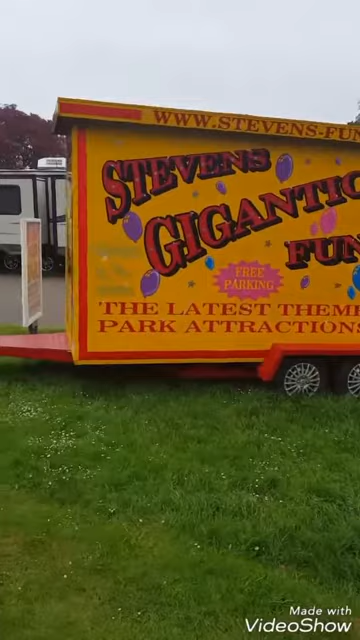 WWW.STEVENS-FUN
STEVENS
GIGANTIC
FUN
FREE
PARKING
'THE LATEST THEME
PARK ATTRACTIONS
Made with
VideoShow